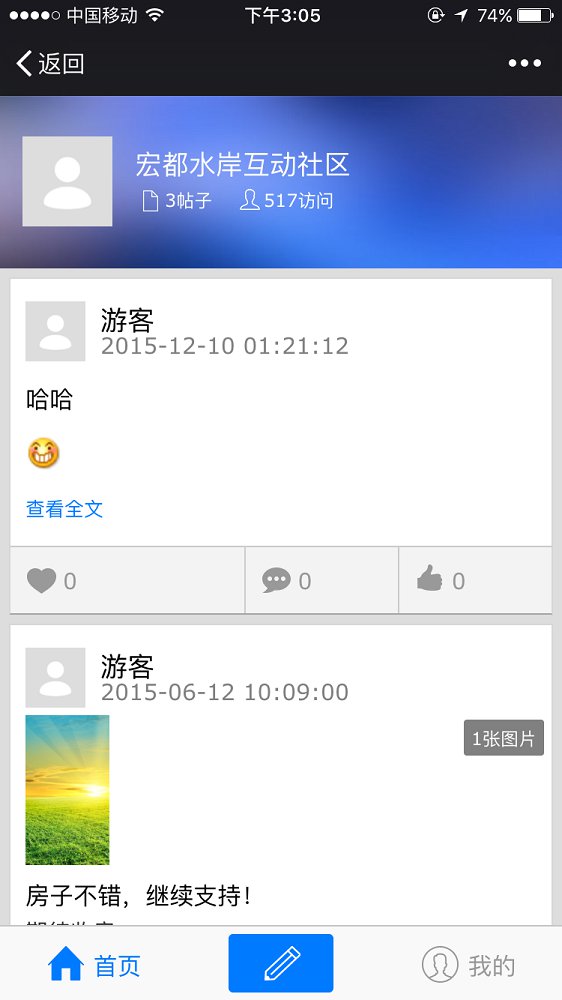 中国移动 下午3:05 74%
返回
宏都水岸互动社区
3帖子 517访问
游客
2015-12-10 01:21:12
哈哈
查看全文
0 0 0
游客
2015-06-12 10:09:00
1张图片
房子不错，继续支持！
首页 我的